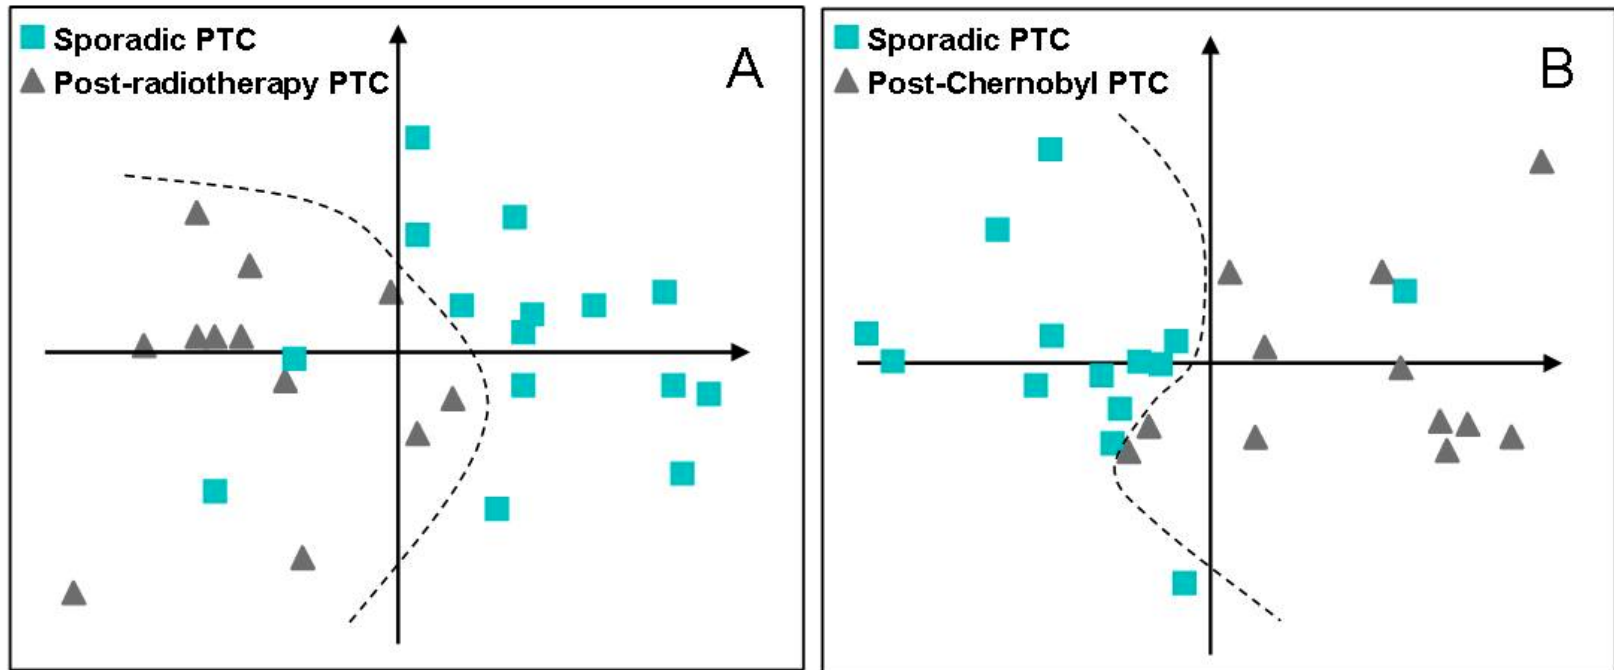 Sporadic PTC
Post-radiotherapy PTC
A
Sporadic PTC
Post-Chernobyl PTC
B